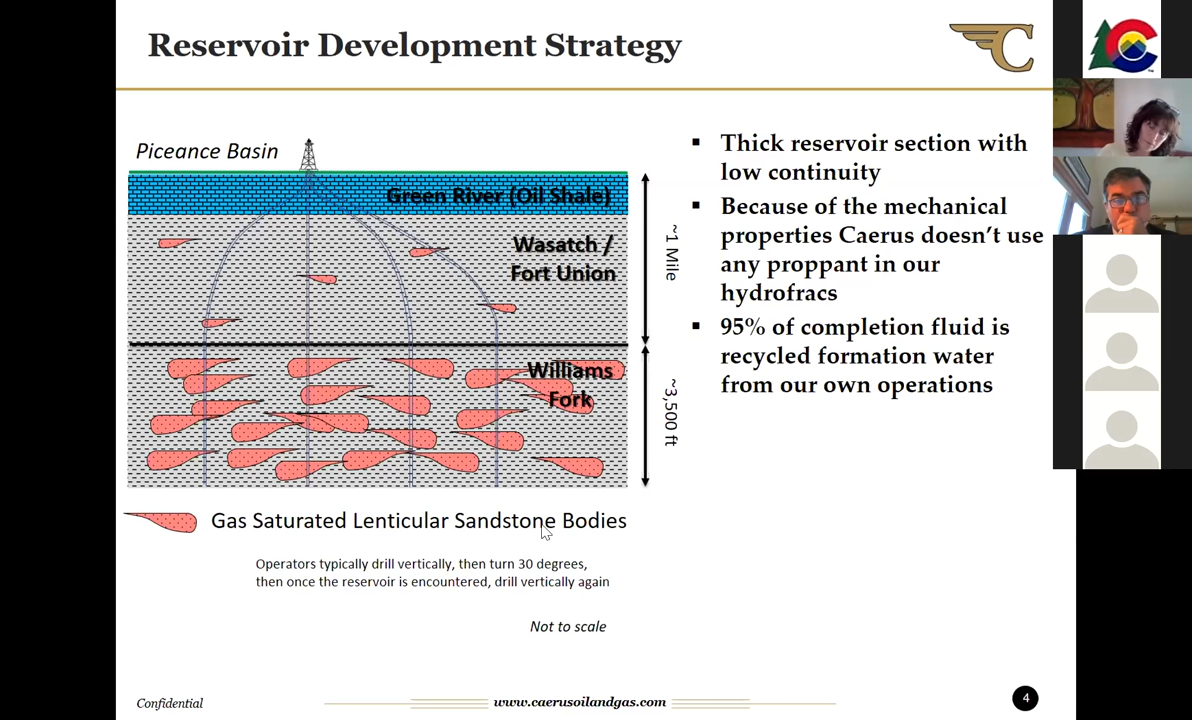 Reservoir Development Strategy
Piceance Basin
Green River (Oil Shale)
Wasatch /
Fort Union
~1 Mile
Williams
Fork
~3,500 ft
Gas Saturated Lenticular Sandstone Bodies
Operators typically drill vertically, then turn 30 degrees,
then once the reservoir is encountered, drill vertically again
Not to scale
▪ Thick reservoir section with
low continuity
▪ Because of the mechanical
properties Caerus doesn’t use
any proppant in our
hydrofracs
▪ 95% of completion fluid is
recycled formation water
from our own operations
Confidential
www.caerusoilandgas.com
4